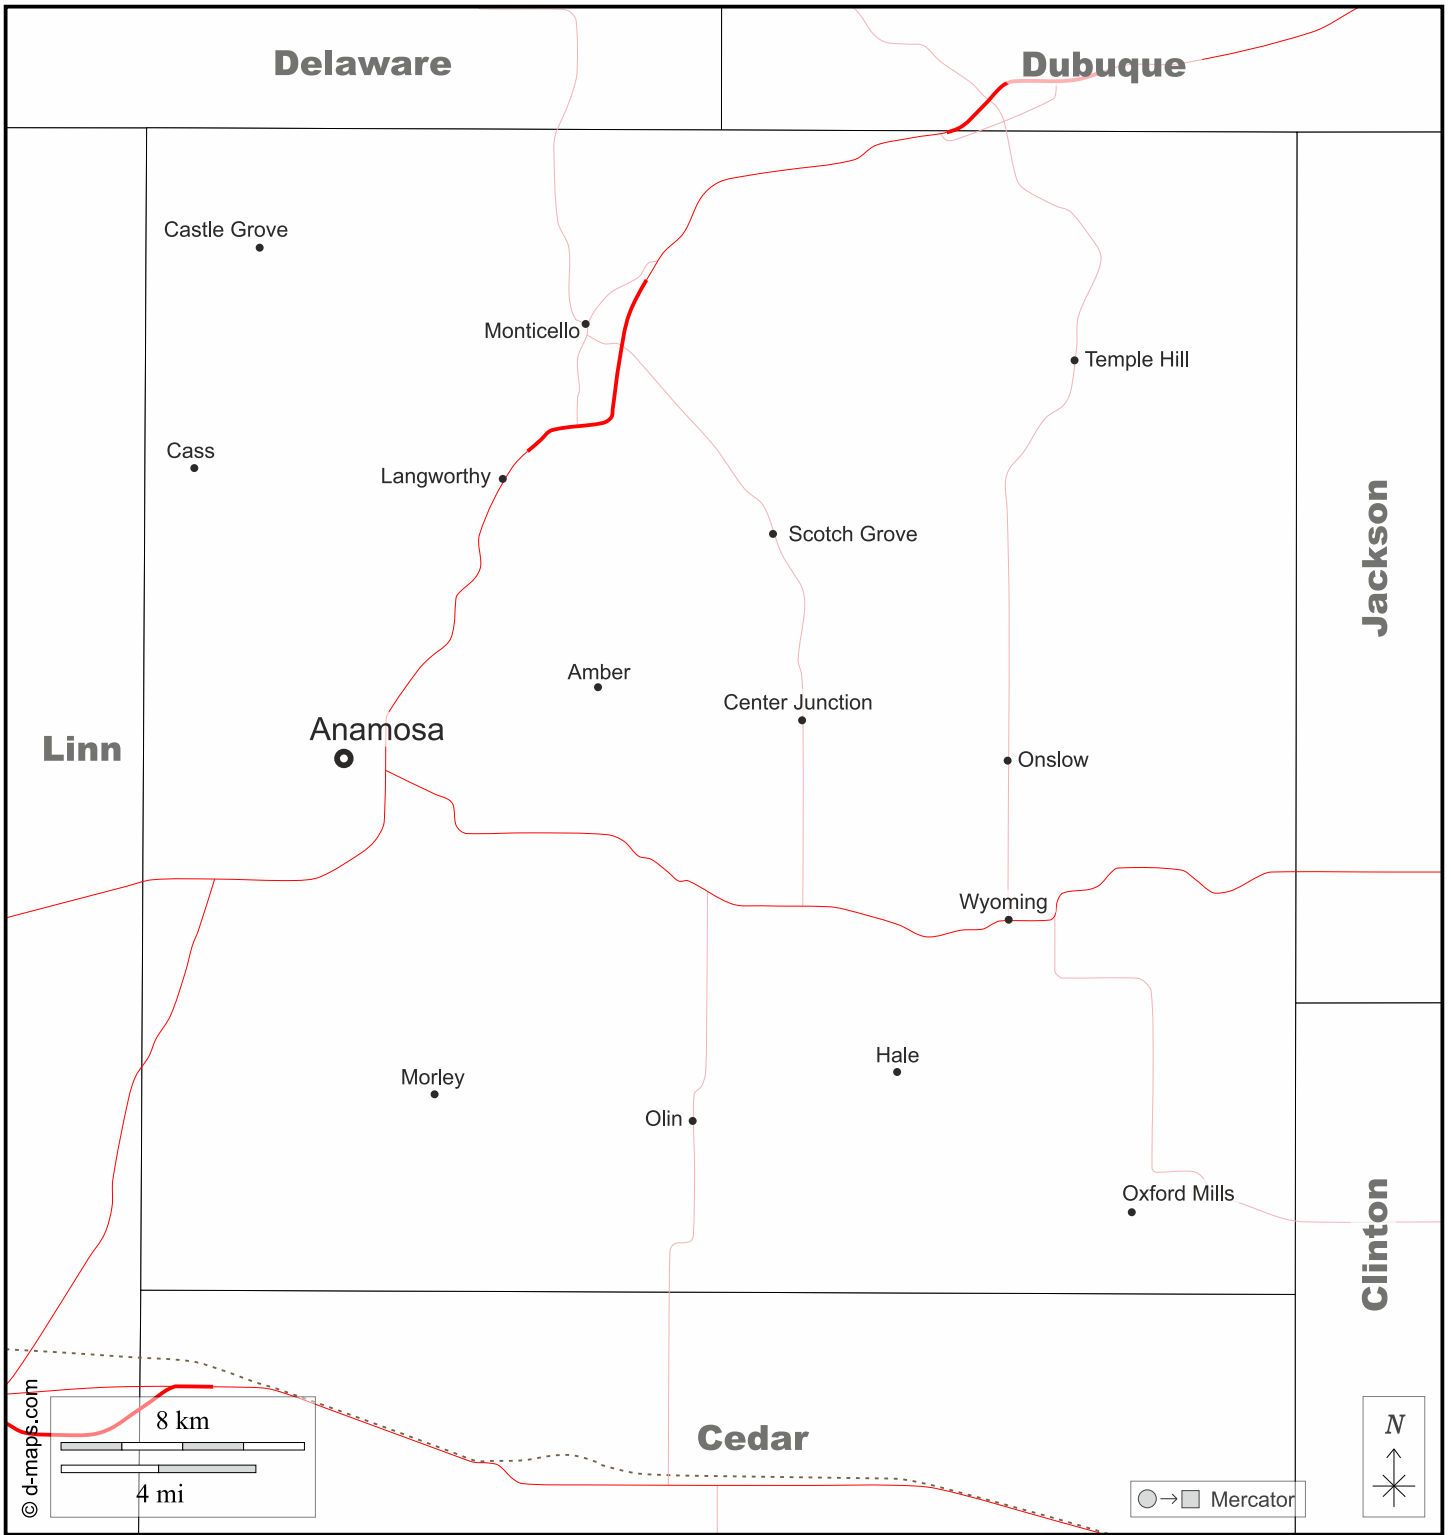 Delaware
Dubuque
Castle Grove
Monticello
Temple Hill
Cass
Langworthy
Jackson
Scotch Grove
Amber
Center Junction
Anamosa
Linn
Onslow
Wyoming
Hale
Morley
Olin
Oxford Mills
Clinton
© d-maps.com
8 km
4 mi
Cedar
N
Mercator